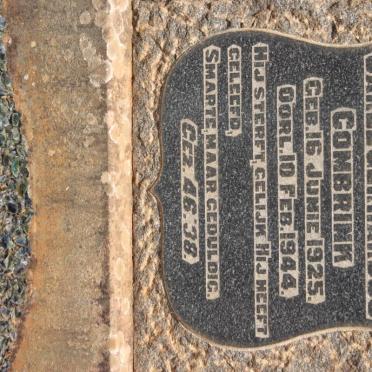 COMBRINK
GEB. 16 JUNIE 1925
OORL. 10 FEB. 1944
HIJ STERFT, GELIJK HIJ HEEFT
GELEEFD,
SMARTE, MAAR GEDULDIG.
GEZ. 46:38